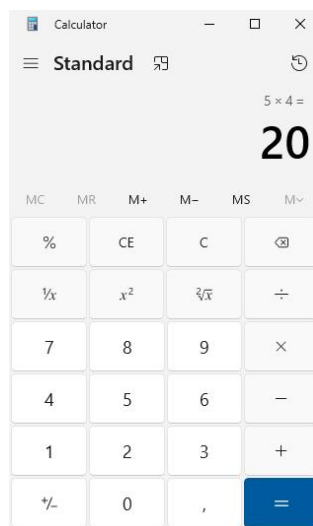 Calculator
Standard
5 × 4 =
20
MC MR M+ M− MS M˅
% CE C
¹/x x² ²√x ÷
7 8 9 ×
4 5 6 −
1 2 3 +
⁺/₋ 0 , =